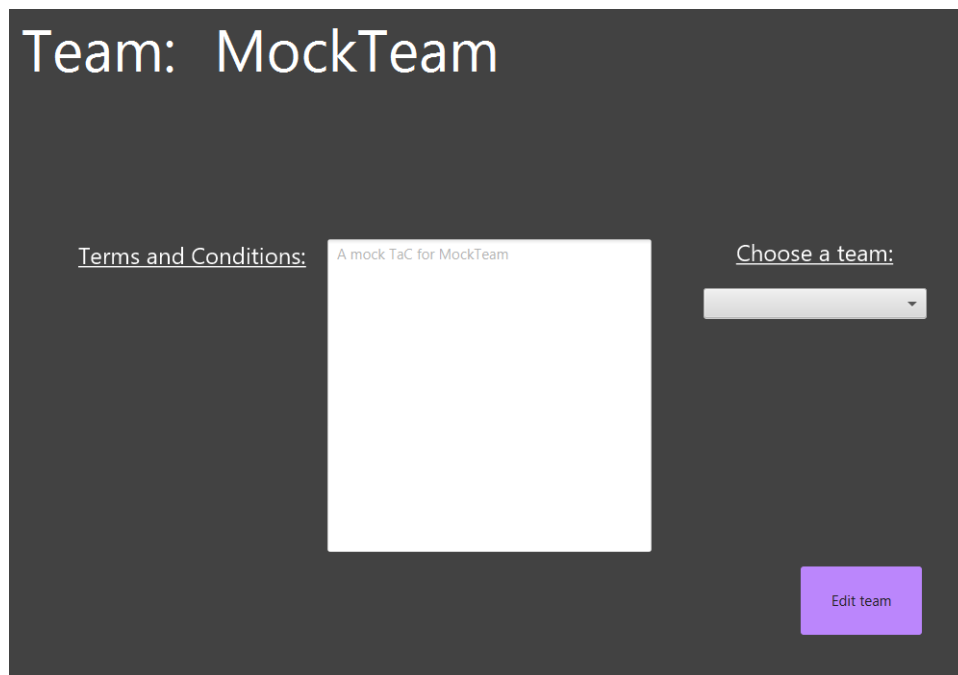 Team: MockTeam
Terms and Conditions:
A mock TaC for MockTeam
Choose a team:
Edit team